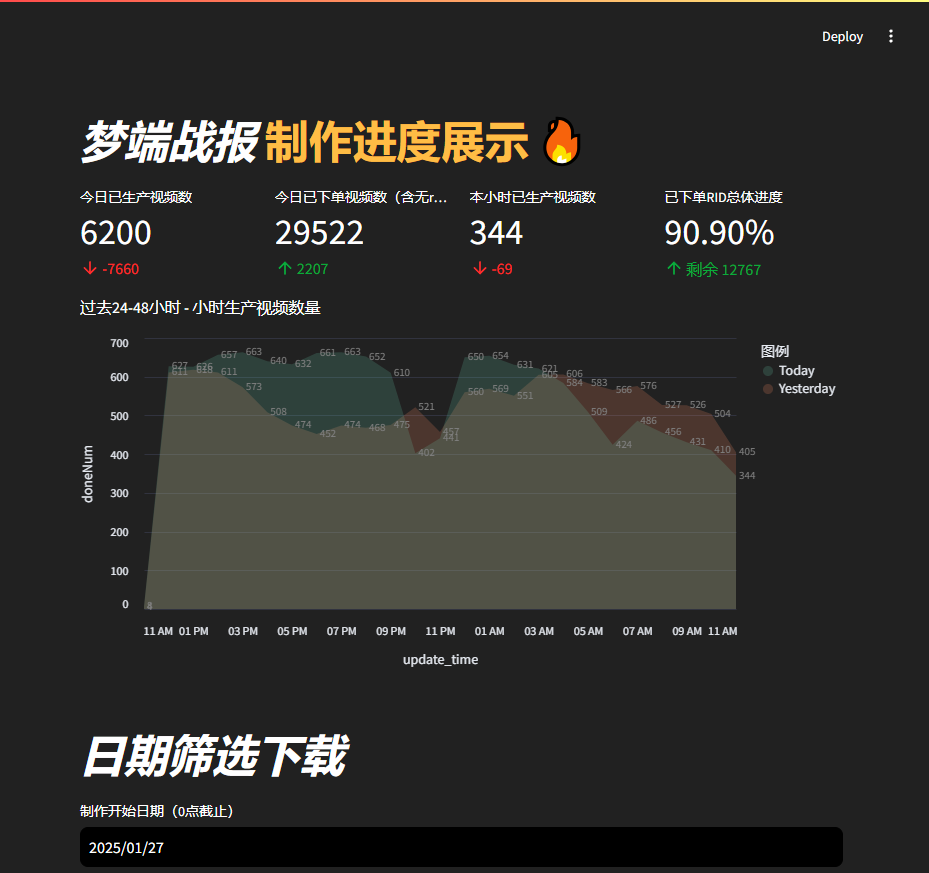 Deploy
梦端战报 制作进度展示
今日已生产视频数
6200
-7660
今日已下单视频数（含无r…
29522
2207
本小时已生产视频数
344
-69
已下单RID总体进度
90.90%
剩余 12767
过去24-48小时 - 小时生产视频数量
700
600
500
400
300
200
100
0
doneNum
627 626 657 663 640 632 661 663 652 610 402 441 650 654 631 621 584 509 424 486 456 431 410 344
611 618 611 573 508 474 452 474 468 475 521 457 560 569 551 605 606 583 566 576 527 526 504 405
11 AM 01 PM 03 PM 05 PM 07 PM 09 PM 11 PM 01 AM 03 AM 05 AM 07 AM 09 AM 11 AM
update_time
图例
Today
Yesterday
日期筛选下载
制作开始日期（0点截止）
2025/01/27